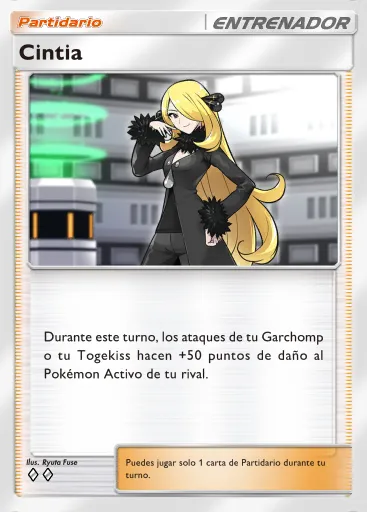 Partidario
ENTRENADOR
Cintia
Durante este turno, los ataques de tu Garchomp
o tu Togekiss hacen +50 puntos de daño al
Pokémon Activo de tu rival.
Ilus. Ryuta Fuse
Puedes jugar solo 1 carta de Partidario durante tu
turno.